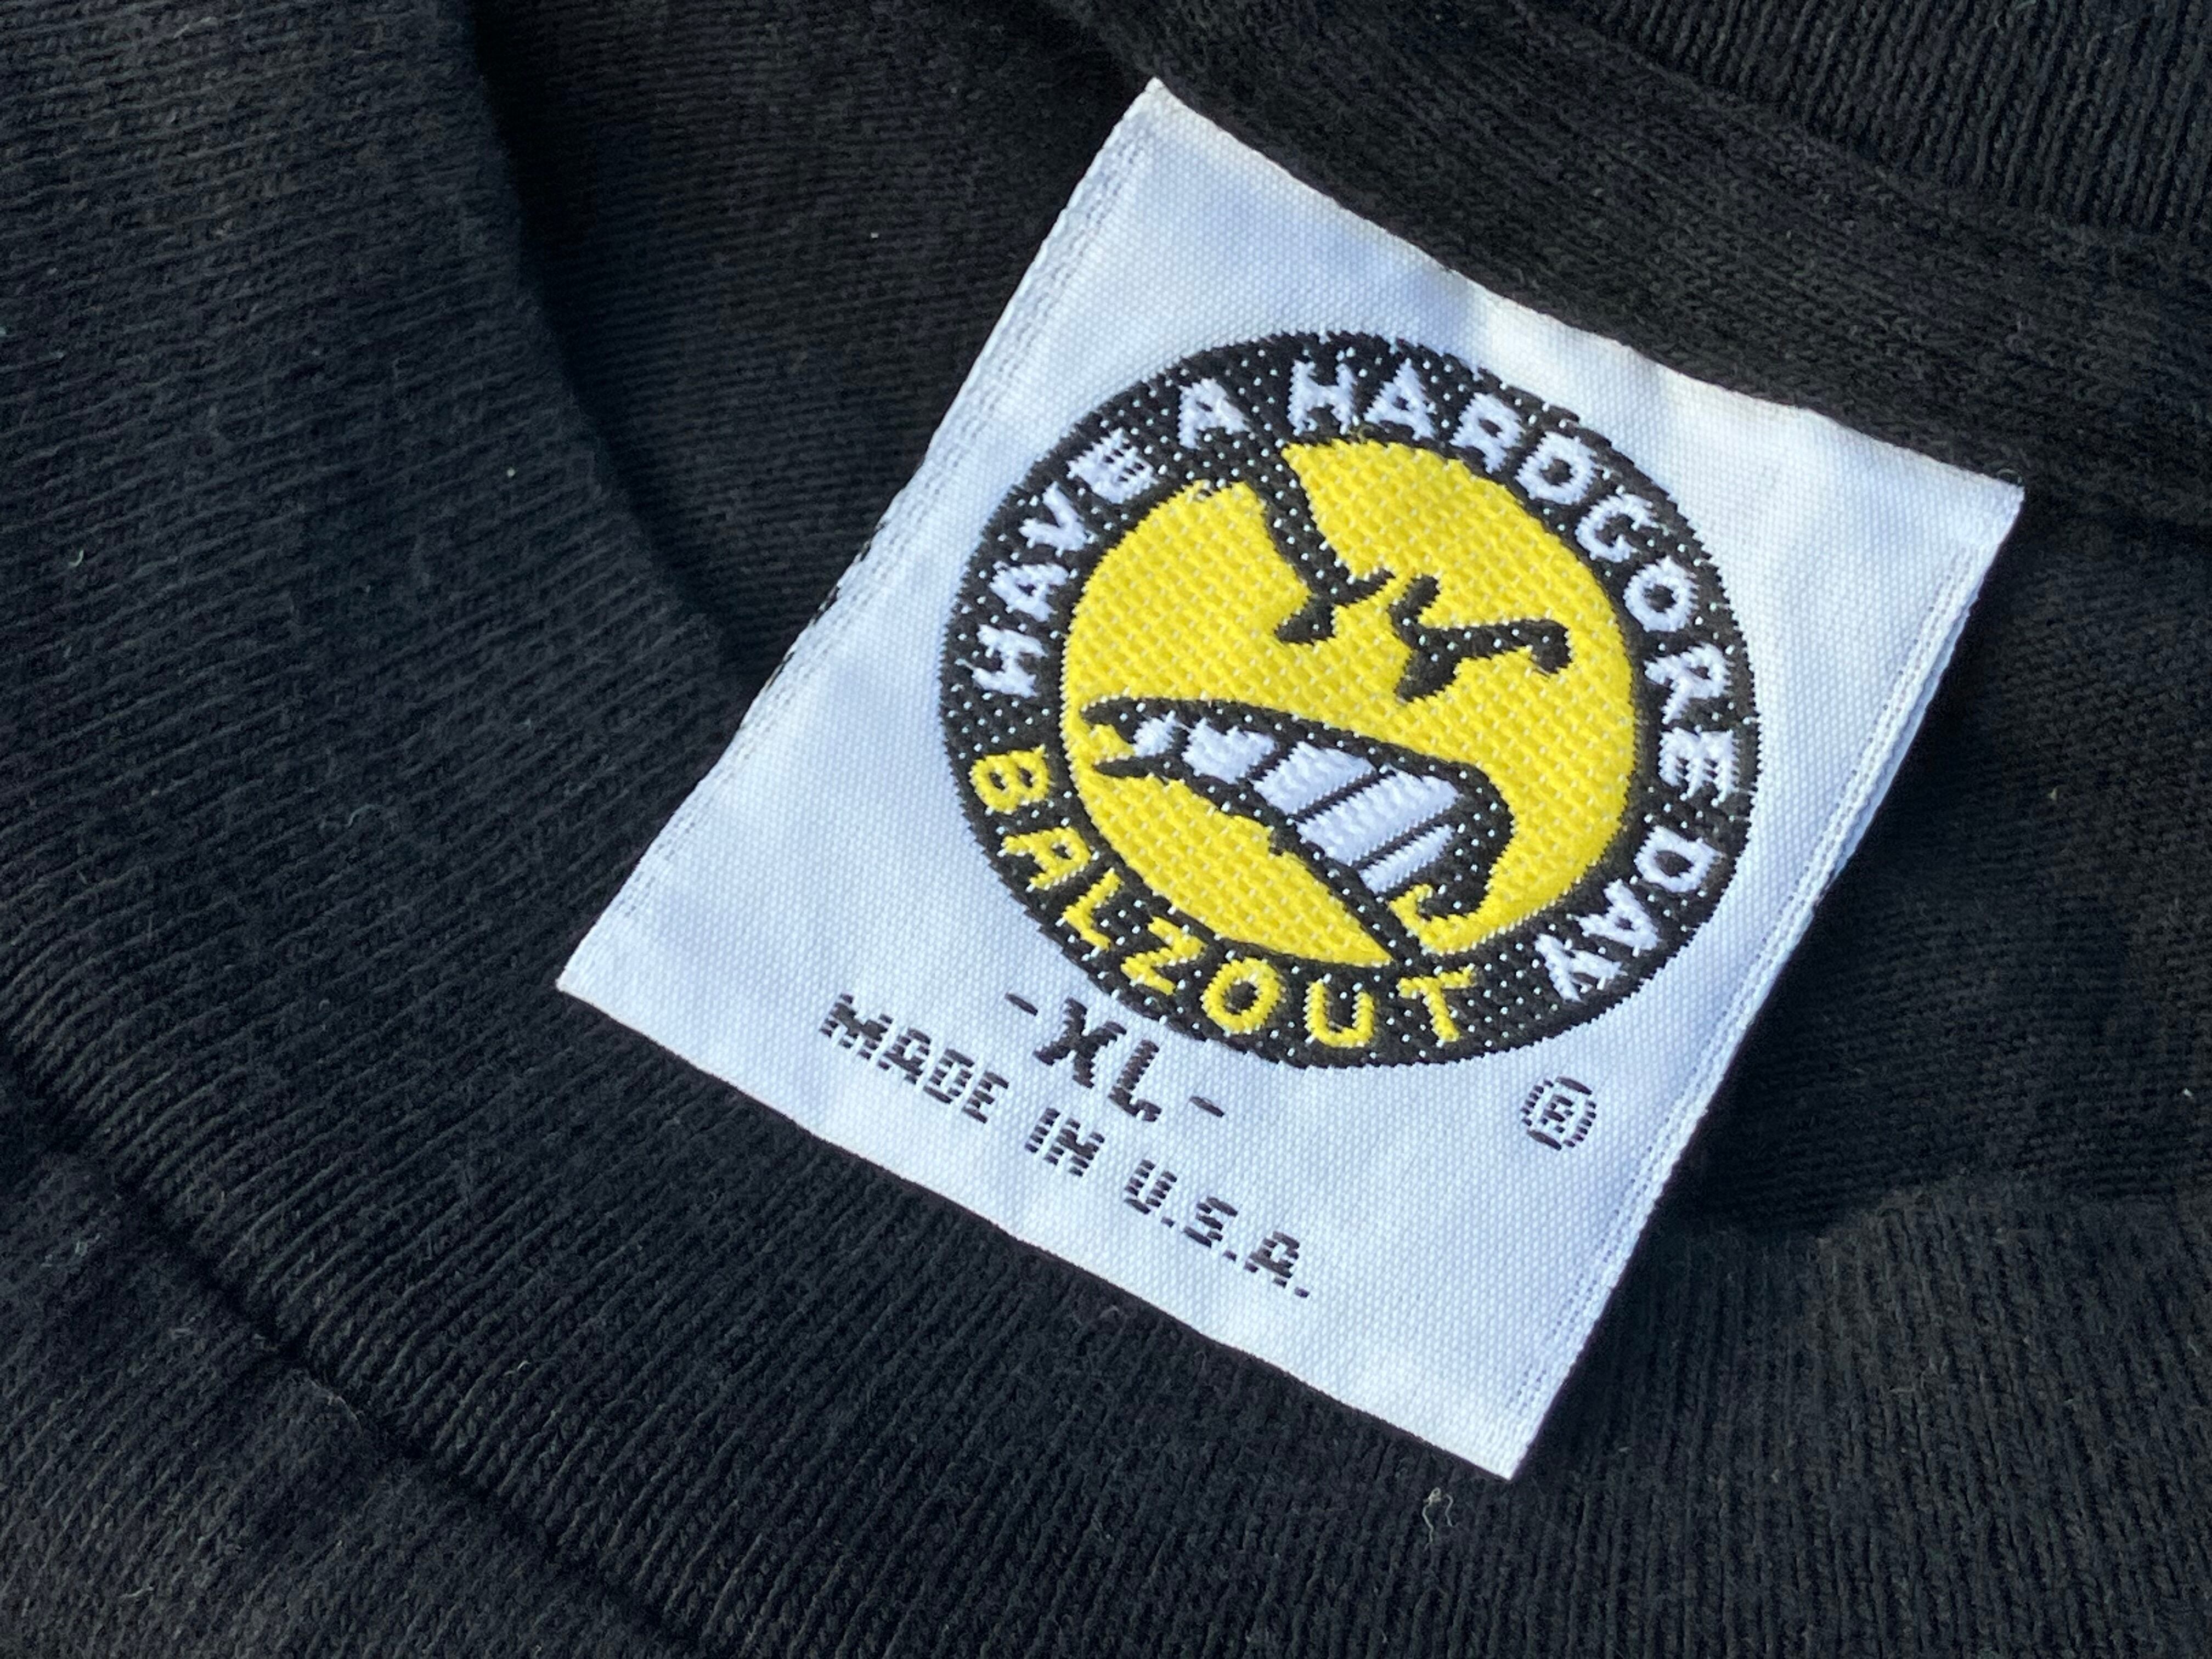 HAVE A HARDCORE DAY
BALZOUT
-XL-
®
MADE IN U.S.A.